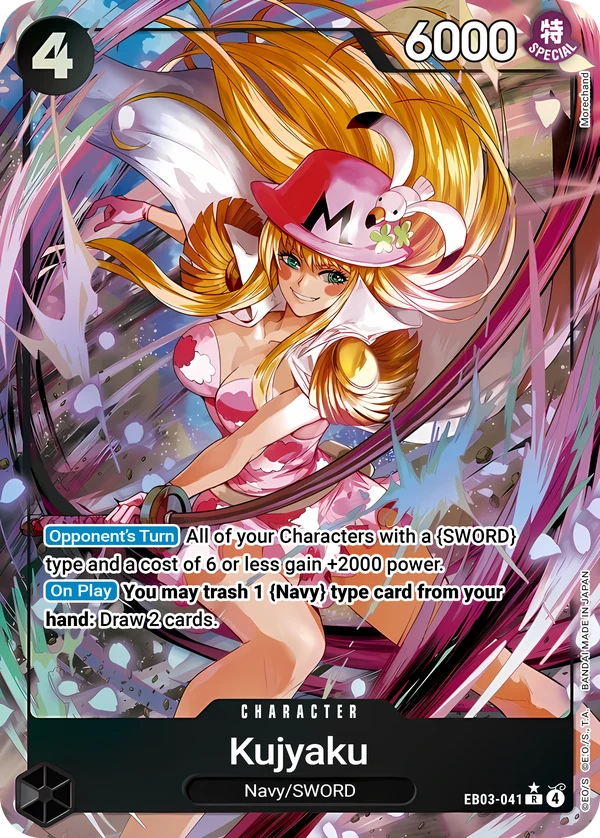 4
6000
特
SPECIAL
Morechand
M
Opponent's Turn All of your Characters with a {SWORD}
type and a cost of 6 or less gain +2000 power.
On Play You may trash 1 {Navy} type card from your
hand: Draw 2 cards.
©E.O/S. ©E.O./S.,T.A. BANDAI MADE IN JAPAN
CHARACTER
Kujyaku
Navy/SWORD
EB03-041 R 4